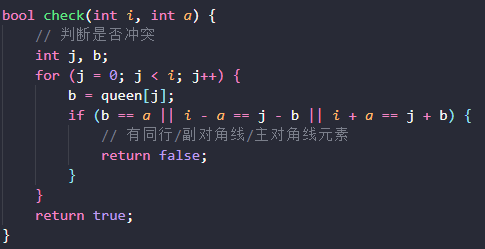 bool check(int i, int a) {
    // 判断是否冲突
    int j, b;
    for (j = 0; j < i; j++) {
        b = queen[j];
        if (b == a || i - a == j - b || i + a == j + b) {
            // 有同行/副对角线/主对角线元素
            return false;
        }
    }
    return true;
}